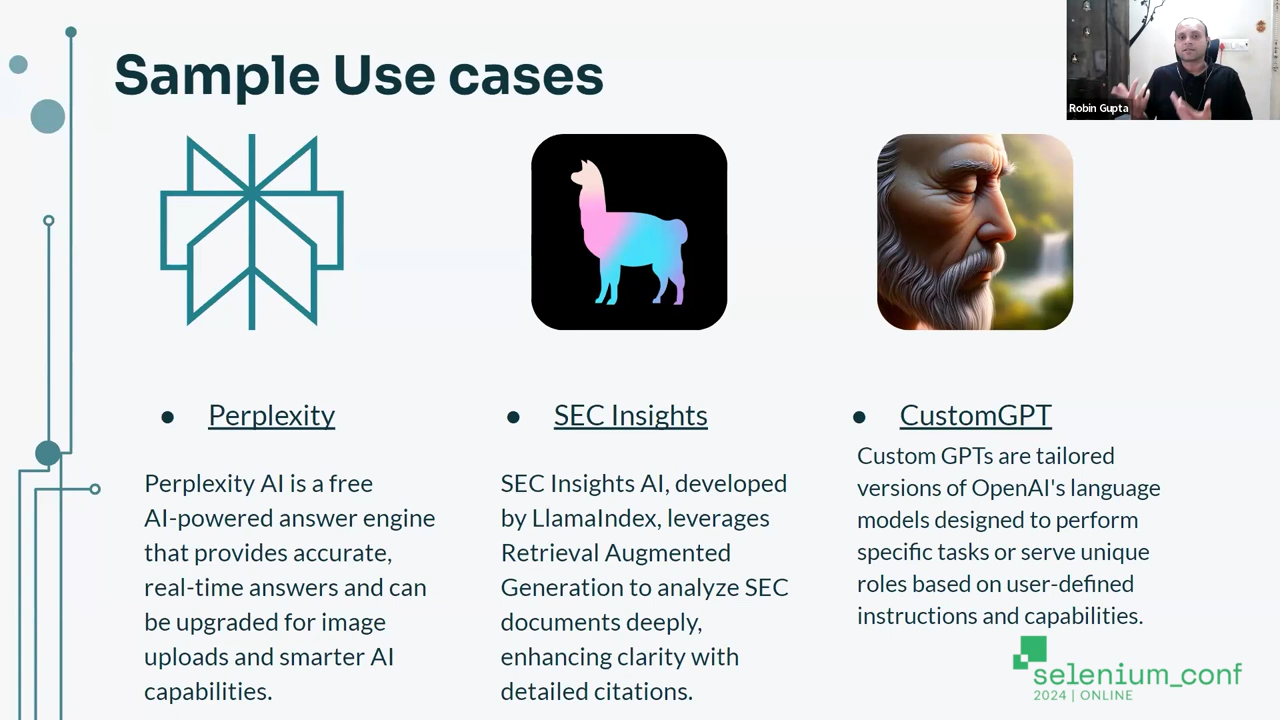 Sample Use cases
Robin Gupta
● Perplexity
Perplexity AI is a free
AI-powered answer engine
that provides accurate,
real-time answers and can
be upgraded for image
uploads and smarter AI
capabilities.
● SEC Insights
SEC Insights AI, developed
by LlamaIndex, leverages
Retrieval Augmented
Generation to analyze SEC
documents deeply,
enhancing clarity with
detailed citations.
● CustomGPT
Custom GPTs are tailored
versions of OpenAI's language
models designed to perform
specific tasks or serve unique
roles based on user-defined
instructions and capabilities.
selenium_conf
2024 | ONLINE